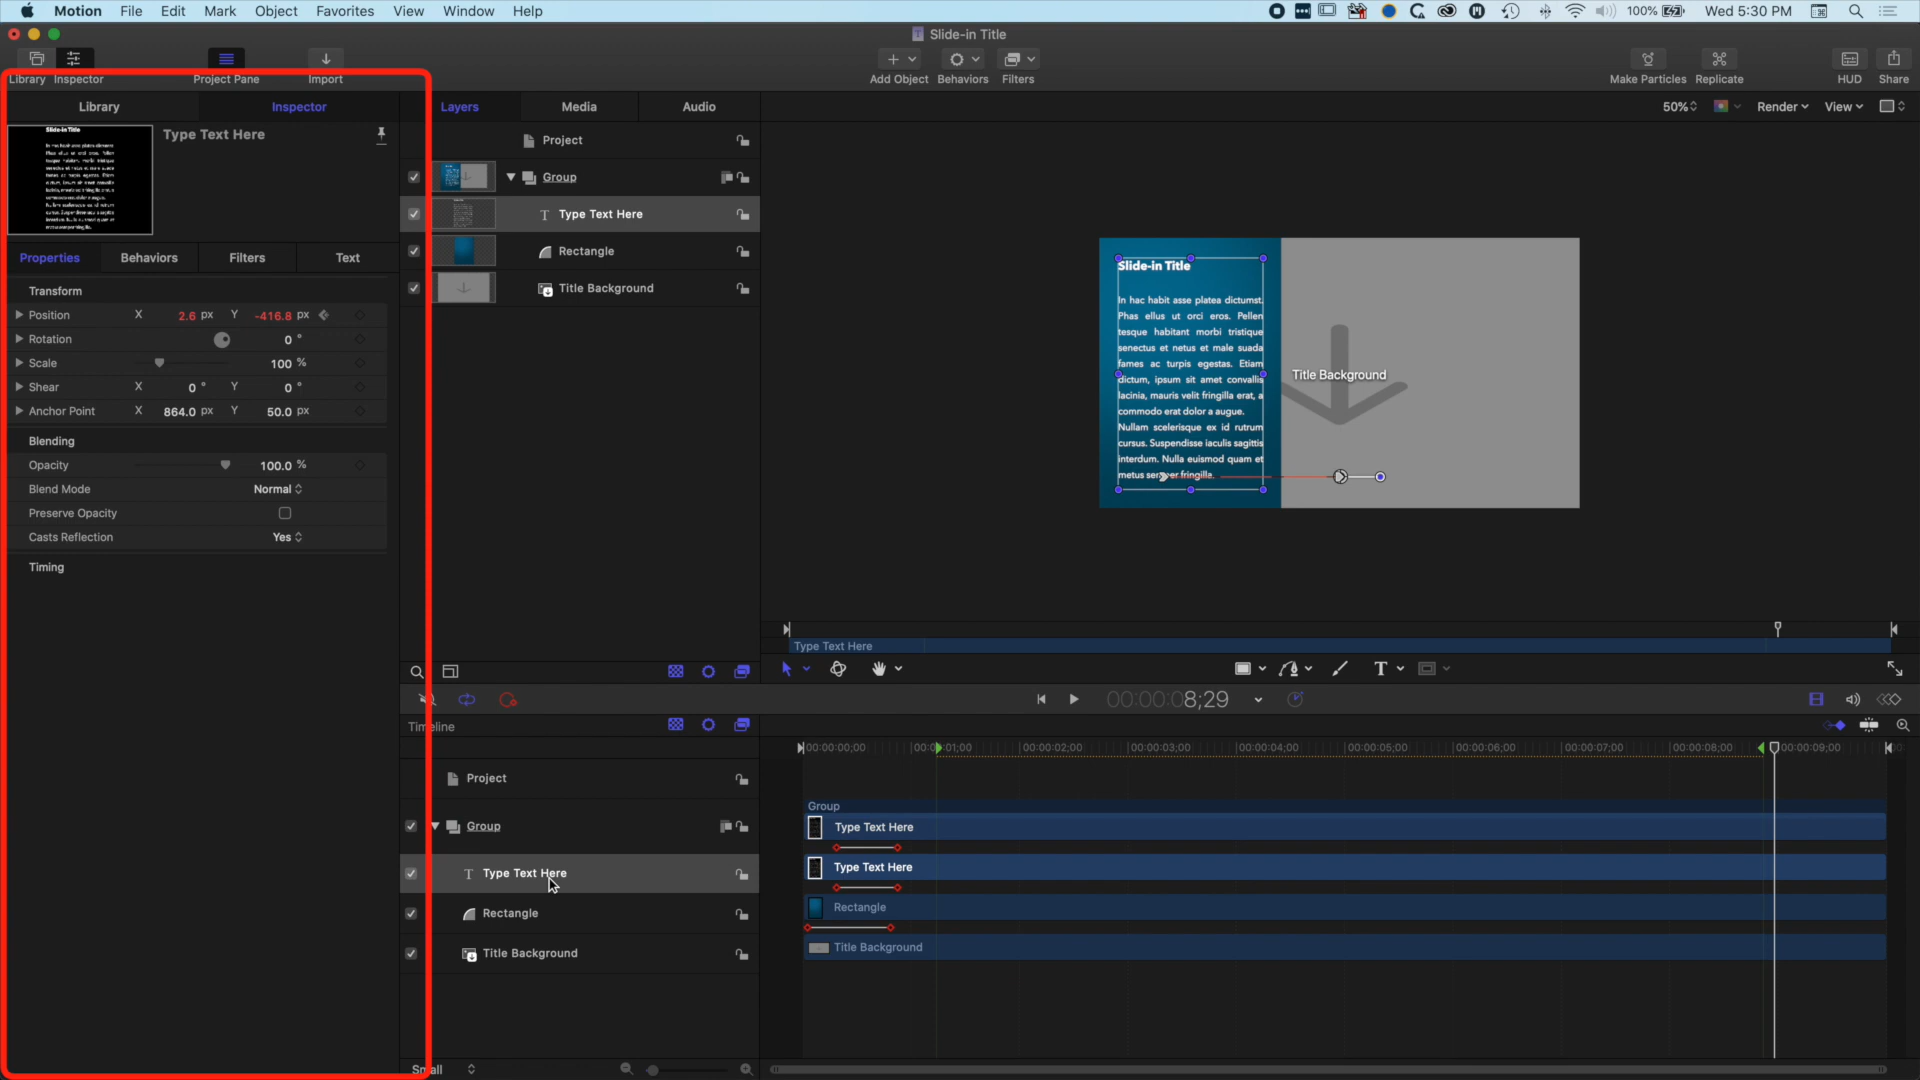 Motion File Edit Mark Object Favorites View Window Help 100% Wed 5:30 PM
Slide-in Title
Library Inspector Project Pane Import Add Object Behaviors Filters Make Particles Replicate HUD Share
Library Inspector Layers Media Audio 50% Render View
Slide-in Title
Type Text Here
Project
Group
Type Text Here
Rectangle
Title Background
Properties Behaviors Filters Text
Transform
Position X 2.6 px Y -416.8 px
Rotation 0 °
Scale 100 %
Shear X 0 ° Y 0 °
Anchor Point X 864.0 px Y 50.0 px
Blending
Opacity 100.0 %
Blend Mode Normal
Preserve Opacity
Casts Reflection Yes
Timing
Slide-in Title
In hac habit asse platea dictumst.
Phas ellus ut orci eros. Pellen
tesque habitant morbi tristique
senectus et netus et male suada
fames ac turpis egestas. Etiam
dictum, ipsum sit amet convallis
lacinia, mauris velit fringilla erat, a
commodo erat dolor a augue.
Nullam scelerisque ex id rutrum
cursus. Suspendisse iaculis sagittis
interdum. Nulla euismod quam et
metus semper fringilla.
Title Background
Type Text Here
00:00:08;29
Timeline
00:00:00;00 00:00:01;00 00:00:02;00 00:00:03;00 00:00:04;00 00:00:05;00 00:00:06;00 00:00:07;00 00:00:08;00 00:00:09;00
Project
Group
Group
Type Text Here
Type Text Here
Type Text Here
Rectangle
Rectangle
Title Background
Title Background
Small